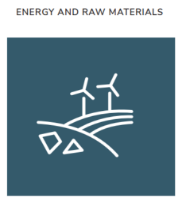 ENERGY AND RAW MATERIALS